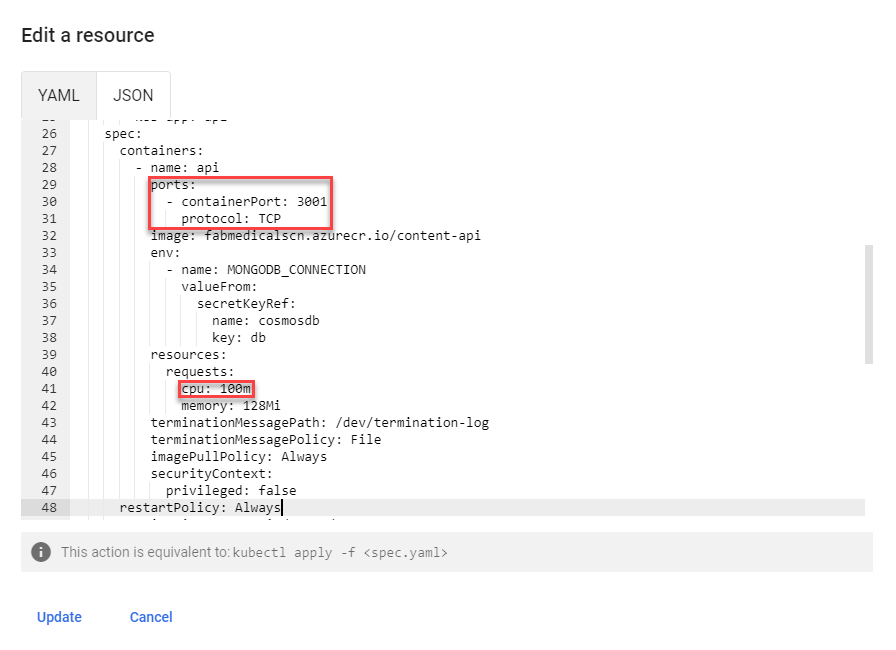 Edit a resource
YAML JSON
26 spec:
27 containers:
28 - name: api
29 ports:
30 - containerPort: 3001
31 protocol: TCP
32 image: fabmedicalscn.azurecr.io/content-api
33 env:
34 - name: MONGODB_CONNECTION
35 valueFrom:
36 secretKeyRef:
37 name: cosmosdb
38 key: db
39 resources:
40 requests:
41 cpu: 100m
42 memory: 128Mi
43 terminationMessagePath: /dev/termination-log
44 terminationMessagePolicy: File
45 imagePullPolicy: Always
46 securityContext:
47 privileged: false
48 restartPolicy: Always
This action is equivalent to: kubectl apply -f <spec.yaml>
Update Cancel